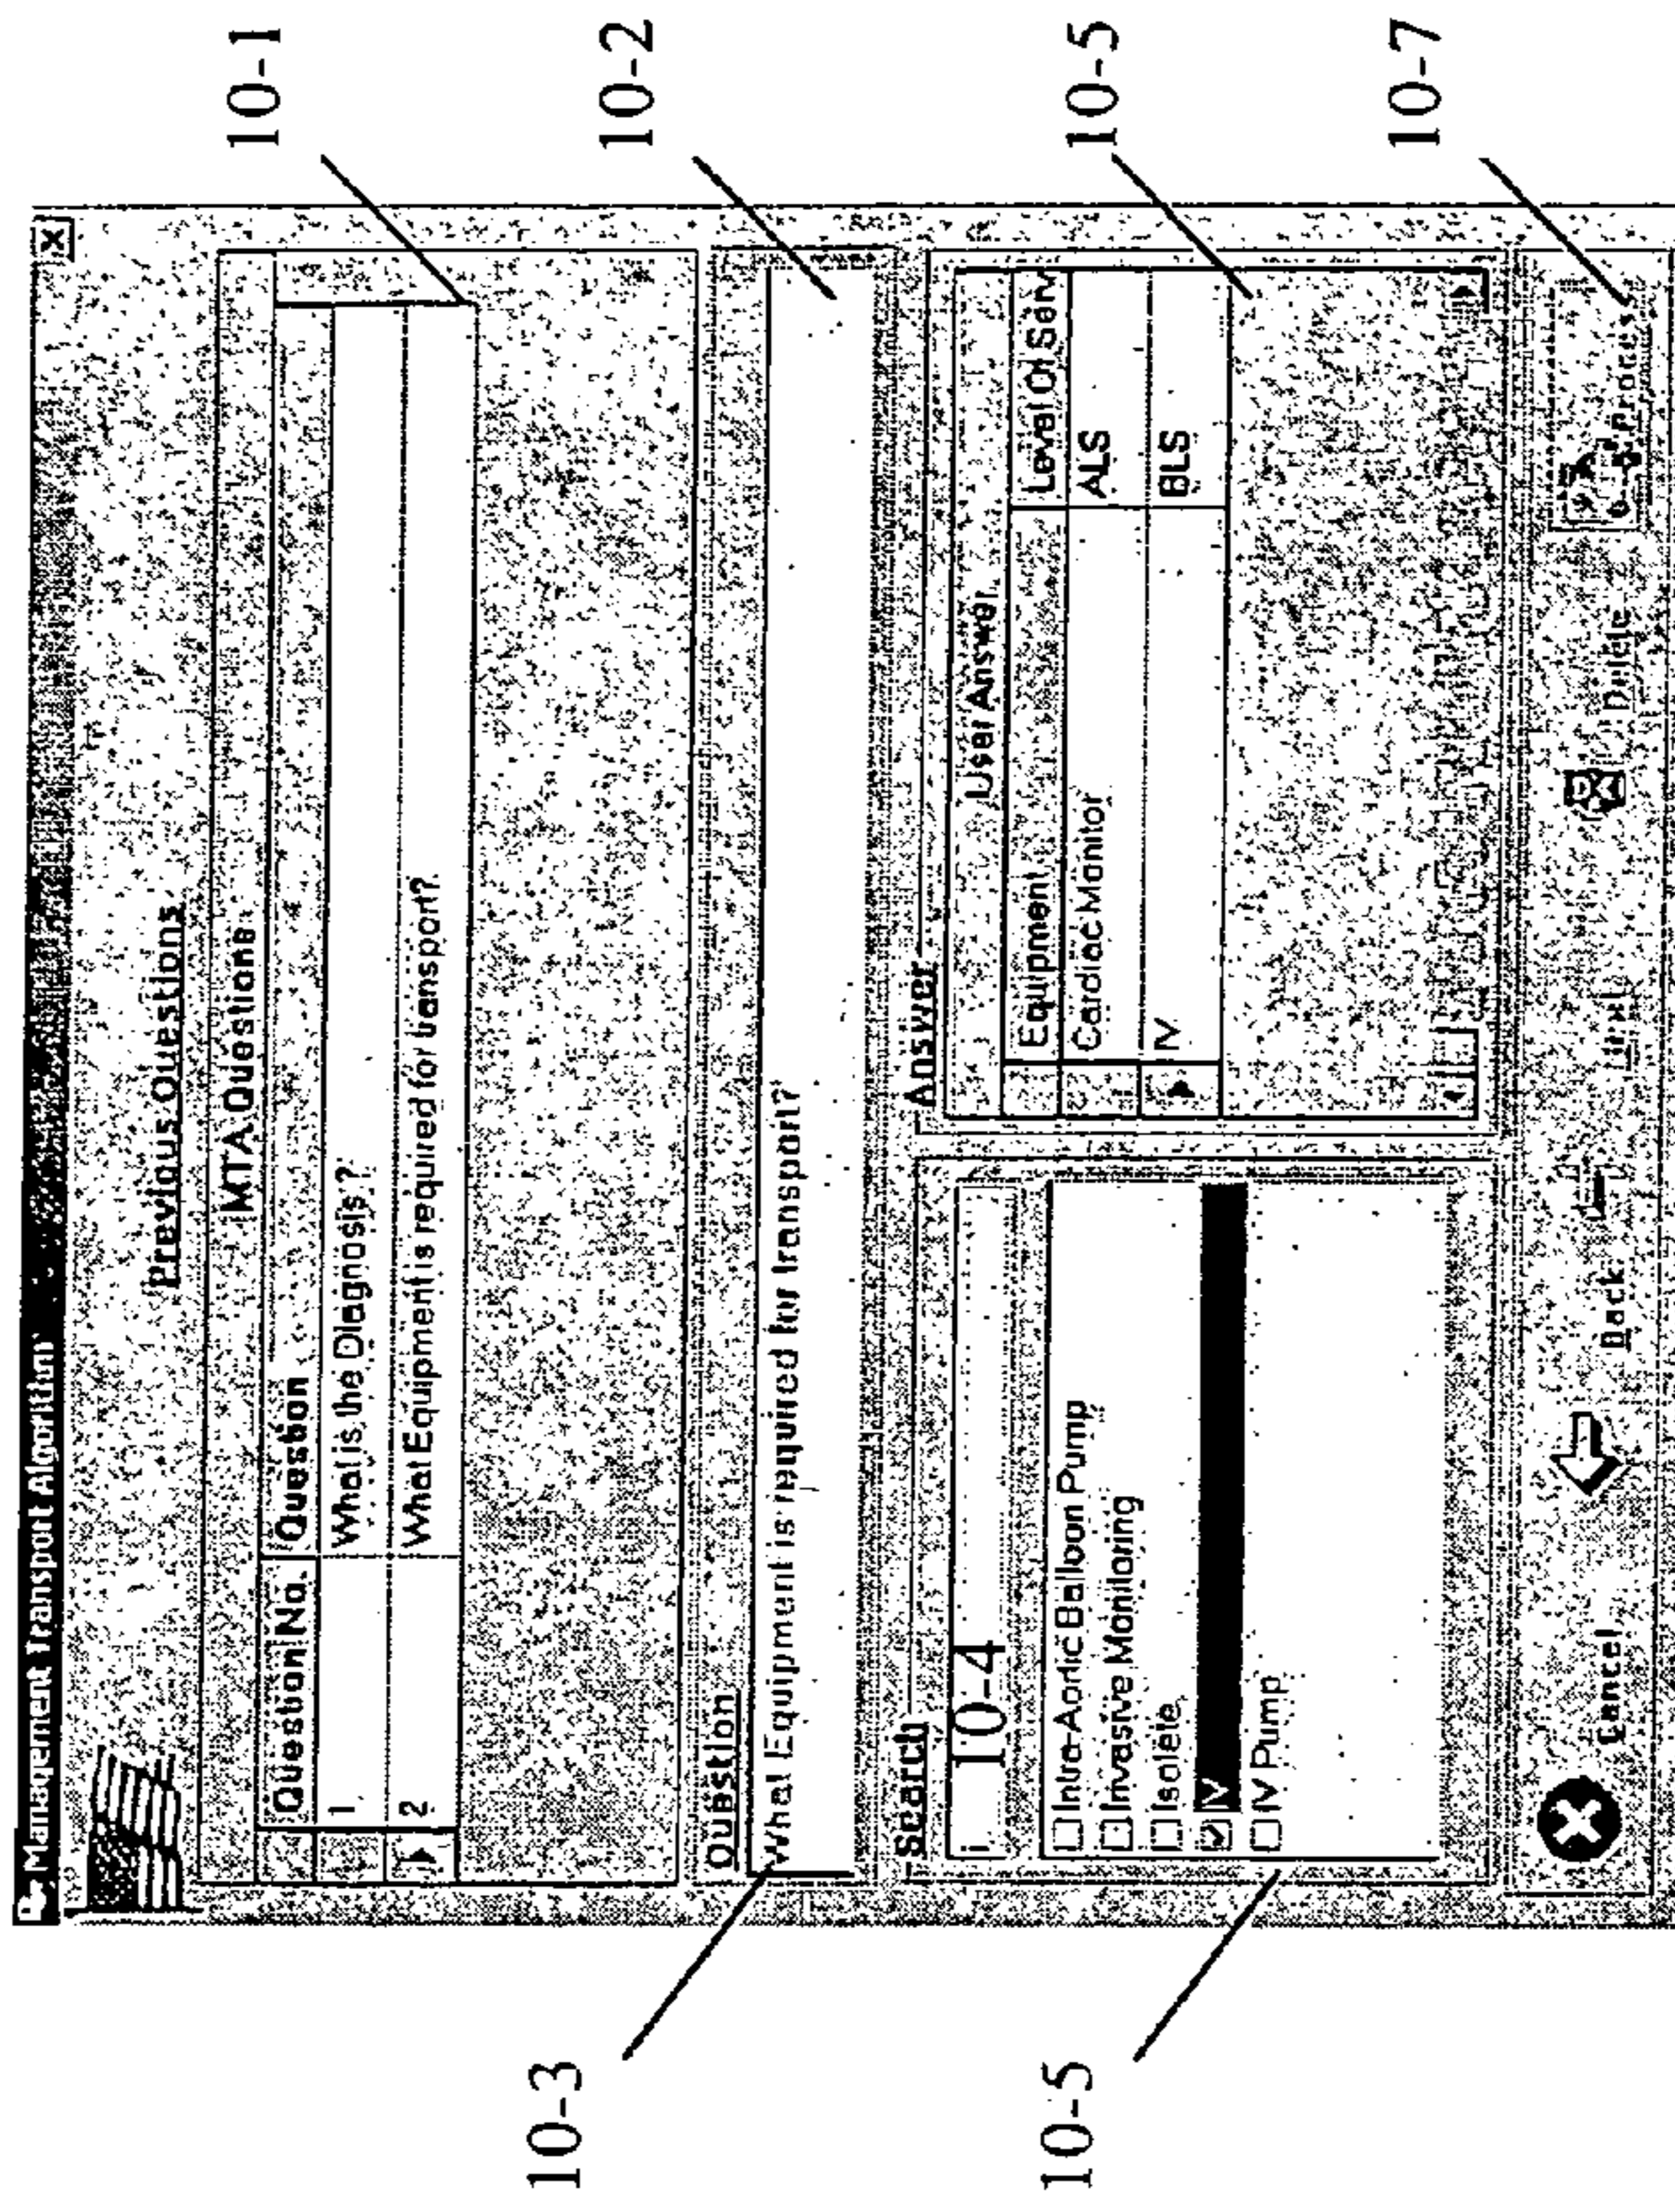 Management Transport Algorithm
Previous Questions
MTA Questions
Question No. Question
1 What is the Diagnosis?
2 What Equipment is required for transport?
Question
What Equipment is required for transport?
Search
i
10-4
Intra-Aortic Balloon Pump
Invasive Monitoring
Isolete
IV
IV Pump
Answer
User Answer
Equipment Level Of Serv
Cardiac Monitor ALS
IV BLS
Cancel
Back
Delete
Process
10-1
10-2
10-5
10-7
10-3
10-5